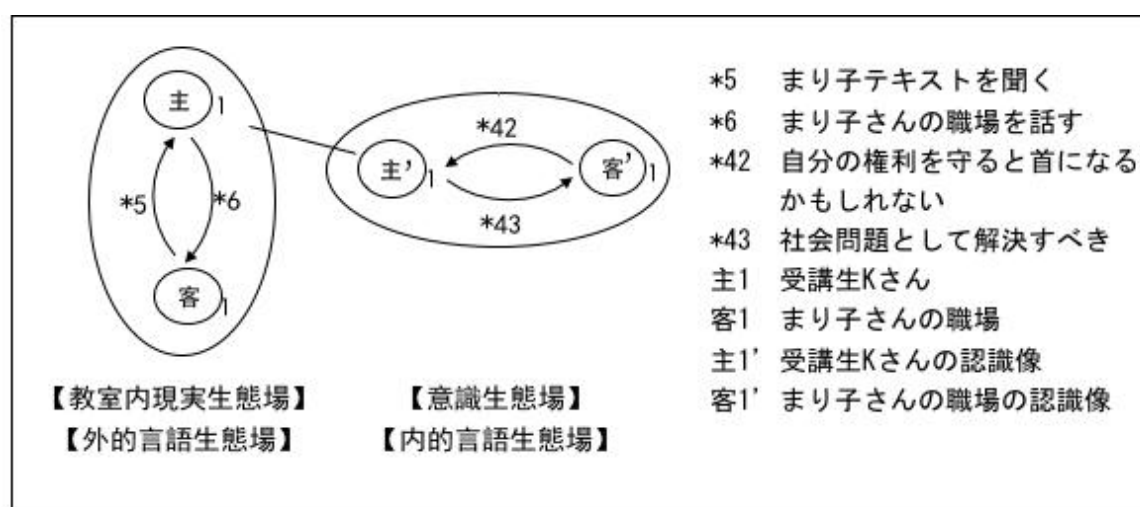 主1
*5
*6
客1
*42
主'1
客'1
*43
【教室内現実生態場】
【外的言語生態場】
【意識生態場】
【内的言語生態場】
*5 まり子テキストを聞く
*6 まり子さんの職場を話す
*42 自分の権利を守ると首になる
かもしれない
*43 社会問題として解決すべき
主1 受講生Kさん
客1 まり子さんの職場
主1' 受講生Kさんの認識像
客1' まり子さんの職場の認識像